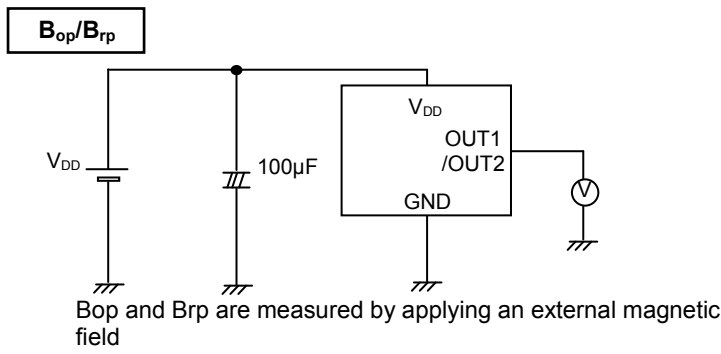 Bop/Brp
VDD
VDD
100µF
OUT1
/OUT2
GND
V
Bop and Brp are measured by applying an external magnetic
field